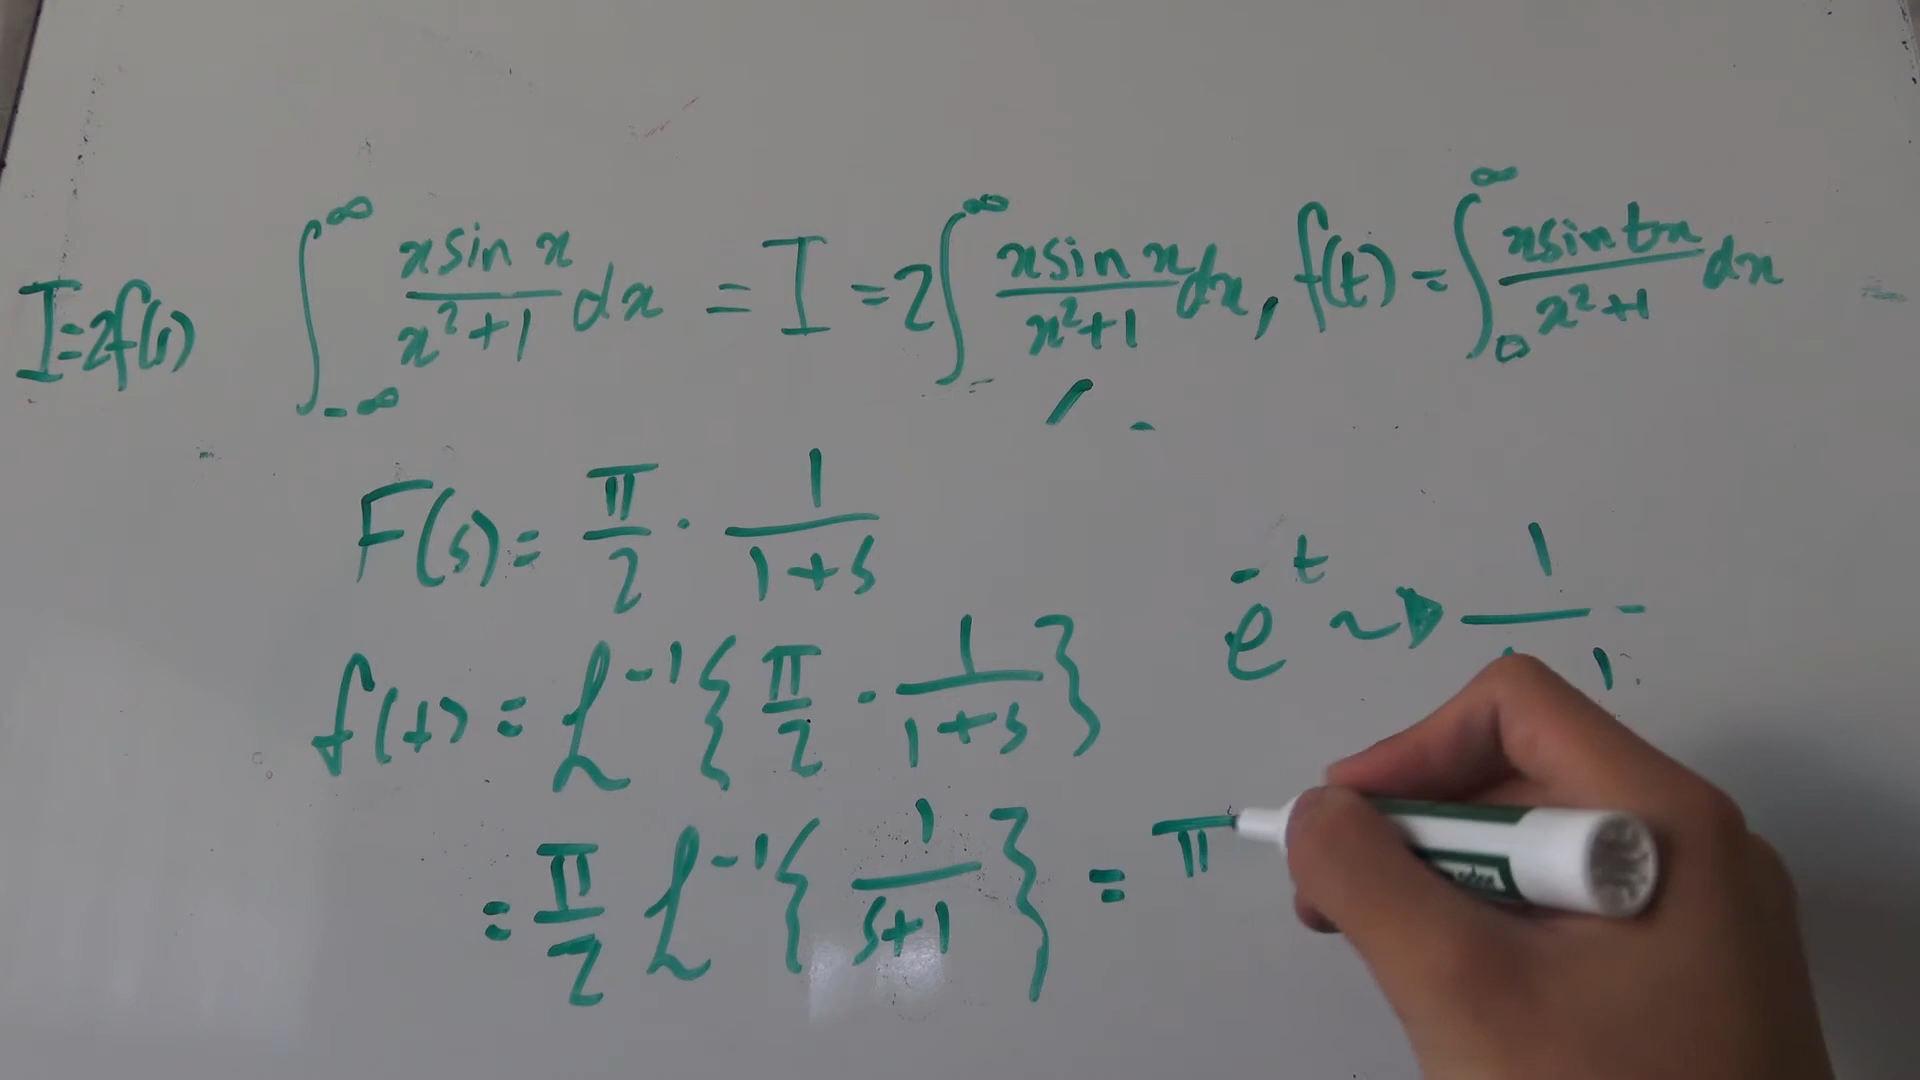 I=2f(1) ∫_{-∞}^{∞} x sin x / x²+1 dx = I = 2∫^{∞} x sin x / x²+1 dx, f(t) = ∫_{0}^{∞} x sin tx / x²+1 dx
F(s) = π/2 · 1/1+s
e^{-t} ~▷ 1/
f(t) = ℒ^{-1}{π/2 · 1/1+s}
= π/2 ℒ^{-1}{1/s+1} = π